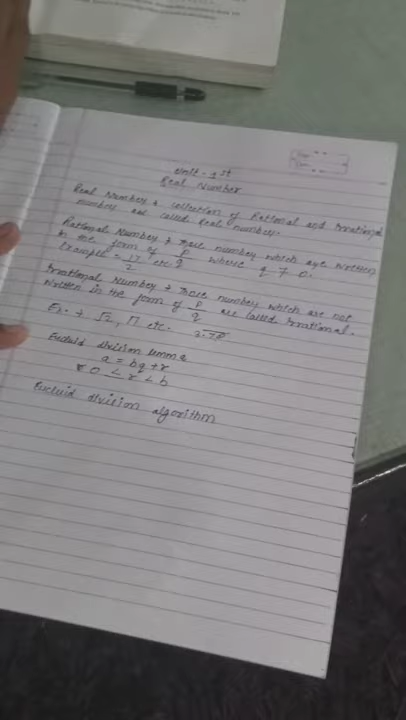 Unit - 1st
Real Number
Real Number → collection of Rational and irrational
number are called Real number.
Rational Number → Those number which are written
in the form of p/q where q ≠ 0.
Example = 17/2 etc.
Irrational Number → Those number which are not
written in the form of p/q are called irrational.
Ex. → √2, π etc.
Euclid division lemma
a = bq + r
0 ≤ r < b
Euclid division algorithm